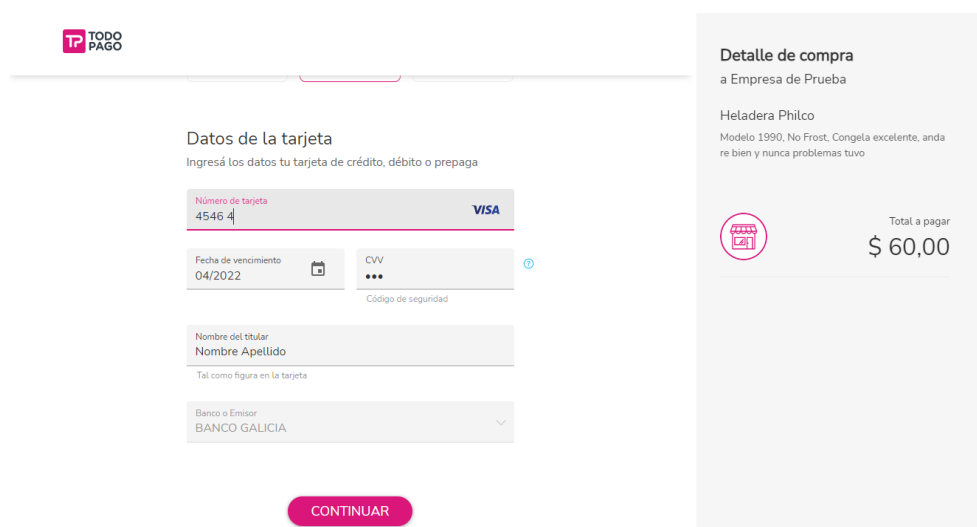 TP TODO
PAGO
Datos de la tarjeta
Ingresá los datos tu tarjeta de crédito, débito o prepaga
Número de tarjeta
4546 4
VISA
Fecha de vencimiento
04/2022
CVV
•••
?
Código de seguridad
Nombre del titular
Nombre Apellido
Tal como figura en la tarjeta
Banco o Emisor
BANCO GALICIA
CONTINUAR
Detalle de compra
a Empresa de Prueba
Heladera Philco
Modelo 1990, No Frost, Congela excelente, anda
re bien y nunca problemas tuvo
Total a pagar
$ 60,00